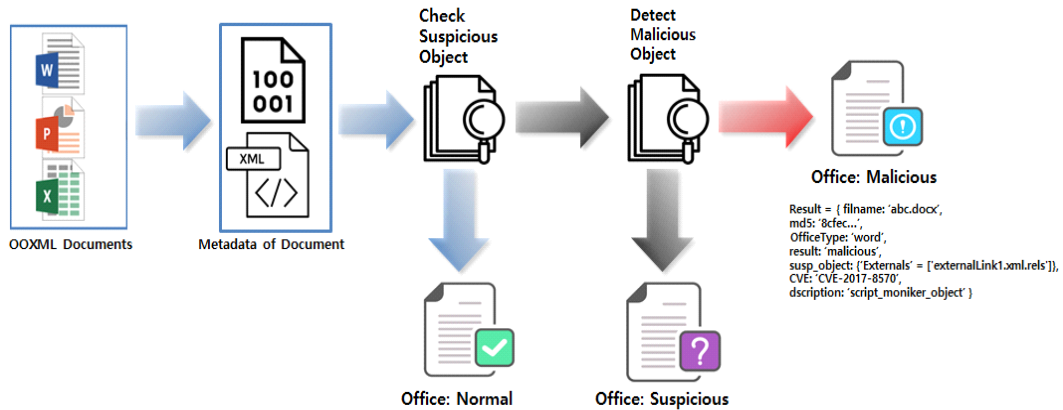 Check
Suspicious
Object
Detect
Malicious
Object
W
P
X
100
001
XML
</>
OOXML Documents
Metadata of Document
Office: Malicious
Result = { filname: 'abc.docx',
md5: '8cfec...',
OfficeType: 'word',
result: 'malicious',
susp_object: {'Externals' = ['externalLink1.xml.rels']},
CVE: 'CVE-2017-8570',
dscription: 'script_moniker_object' }
Office: Normal
Office: Suspicious